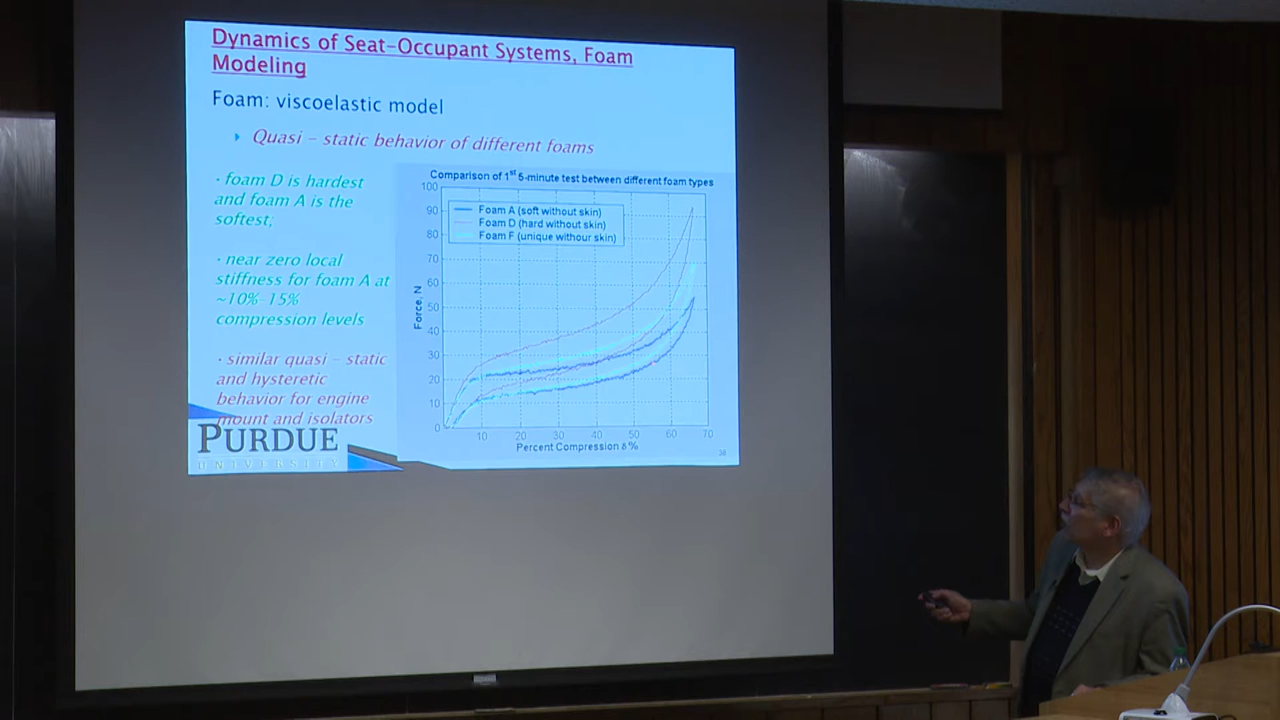 Dynamics of Seat-Occupant Systems, Foam
Modeling
Foam: viscoelastic model
Quasi – static behavior of different foams
· foam D is hardest
and foam A is the
softest;
· near zero local
stiffness for foam A at
~10% 15%
compression levels
· similar quasi – static
and hysteretic
behavior for engine
mount and isolators
PURDUE
UNIVERSITY
Comparison of 1st 5-minute test between different foam types
Foam A (soft without skin)
Foam D (hard without skin)
Foam F (unique withour skin)
Force, N
100
90
80
70
60
50
40
30
20
10
0
10 20 30 40 50 60 70
Percent Compression δ%
36